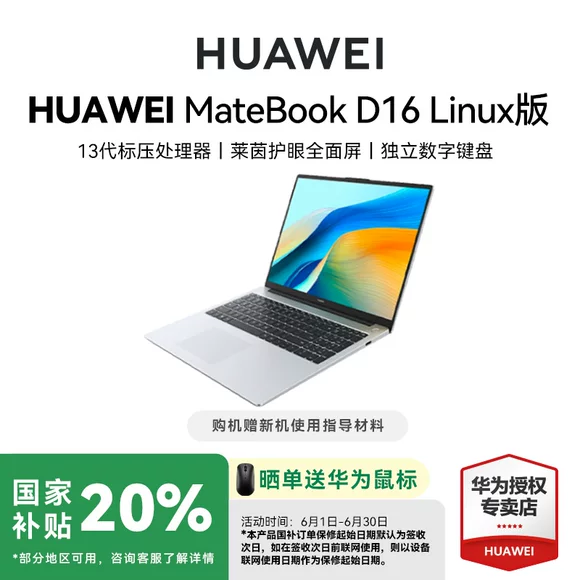 HUAWEI
HUAWEI MateBook D16 Linux版
13代标压处理器丨莱茵护眼全面屏丨独立数字键盘
购机赠新机使用指导材料
国家
补贴
20%
*部分地区可用，咨询客服了解详情
晒单送华为鼠标
活动时间：6月1日-6月30日
*本产品国补订单保修起始日期默认为签收
次日，如在签收次日前联网使用，则以设备
联网使用日期作为保修起始日期。
华为授权
专卖店
HUAWEI